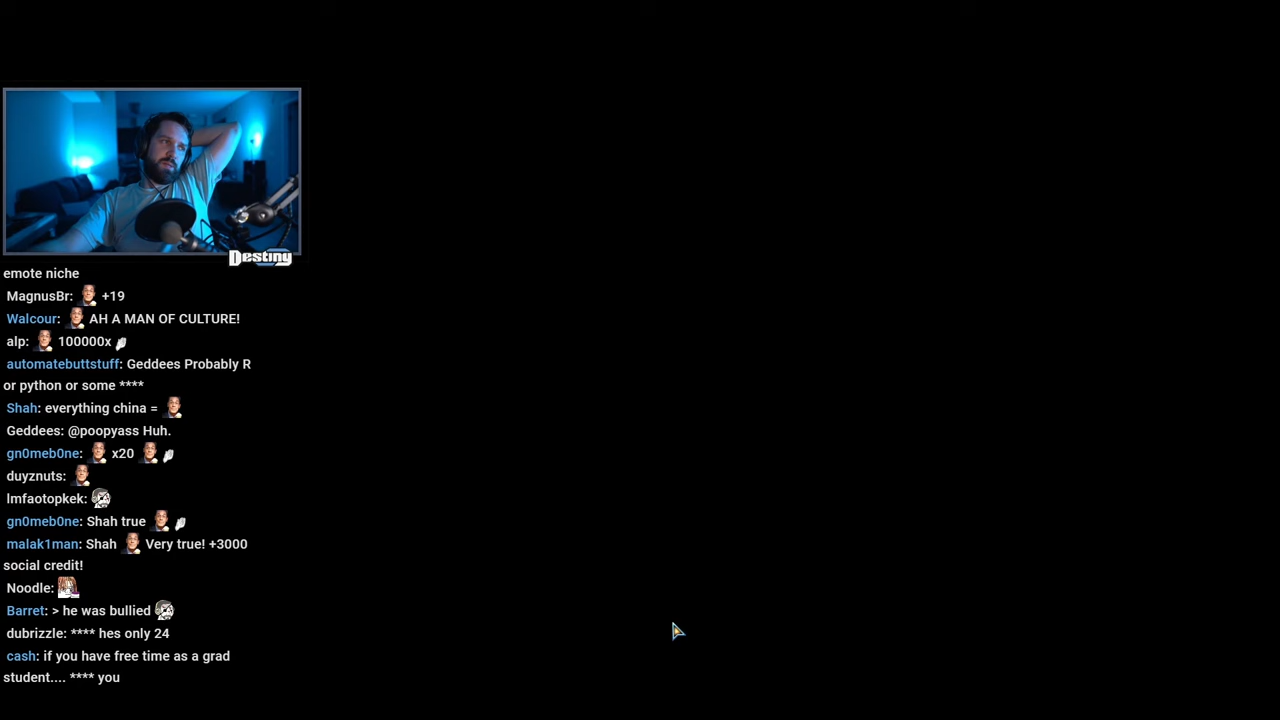 Destiny
emote niche
MagnusBr: +19
Walcour: AH A MAN OF CULTURE!
alp: 100000x
automatebuttstuff: Geddees Probably R
or python or some ****
Shah: everything china =
Geddees: @poopyass Huh.
gn0meb0ne: x20
duyznuts:
lmfaotopkek:
gn0meb0ne: Shah true
malak1man: Shah Very true! +3000
social credit!
Noodle:
Barret: > he was bullied
dubrizzle: **** hes only 24
cash: if you have free time as a grad
student.... **** you